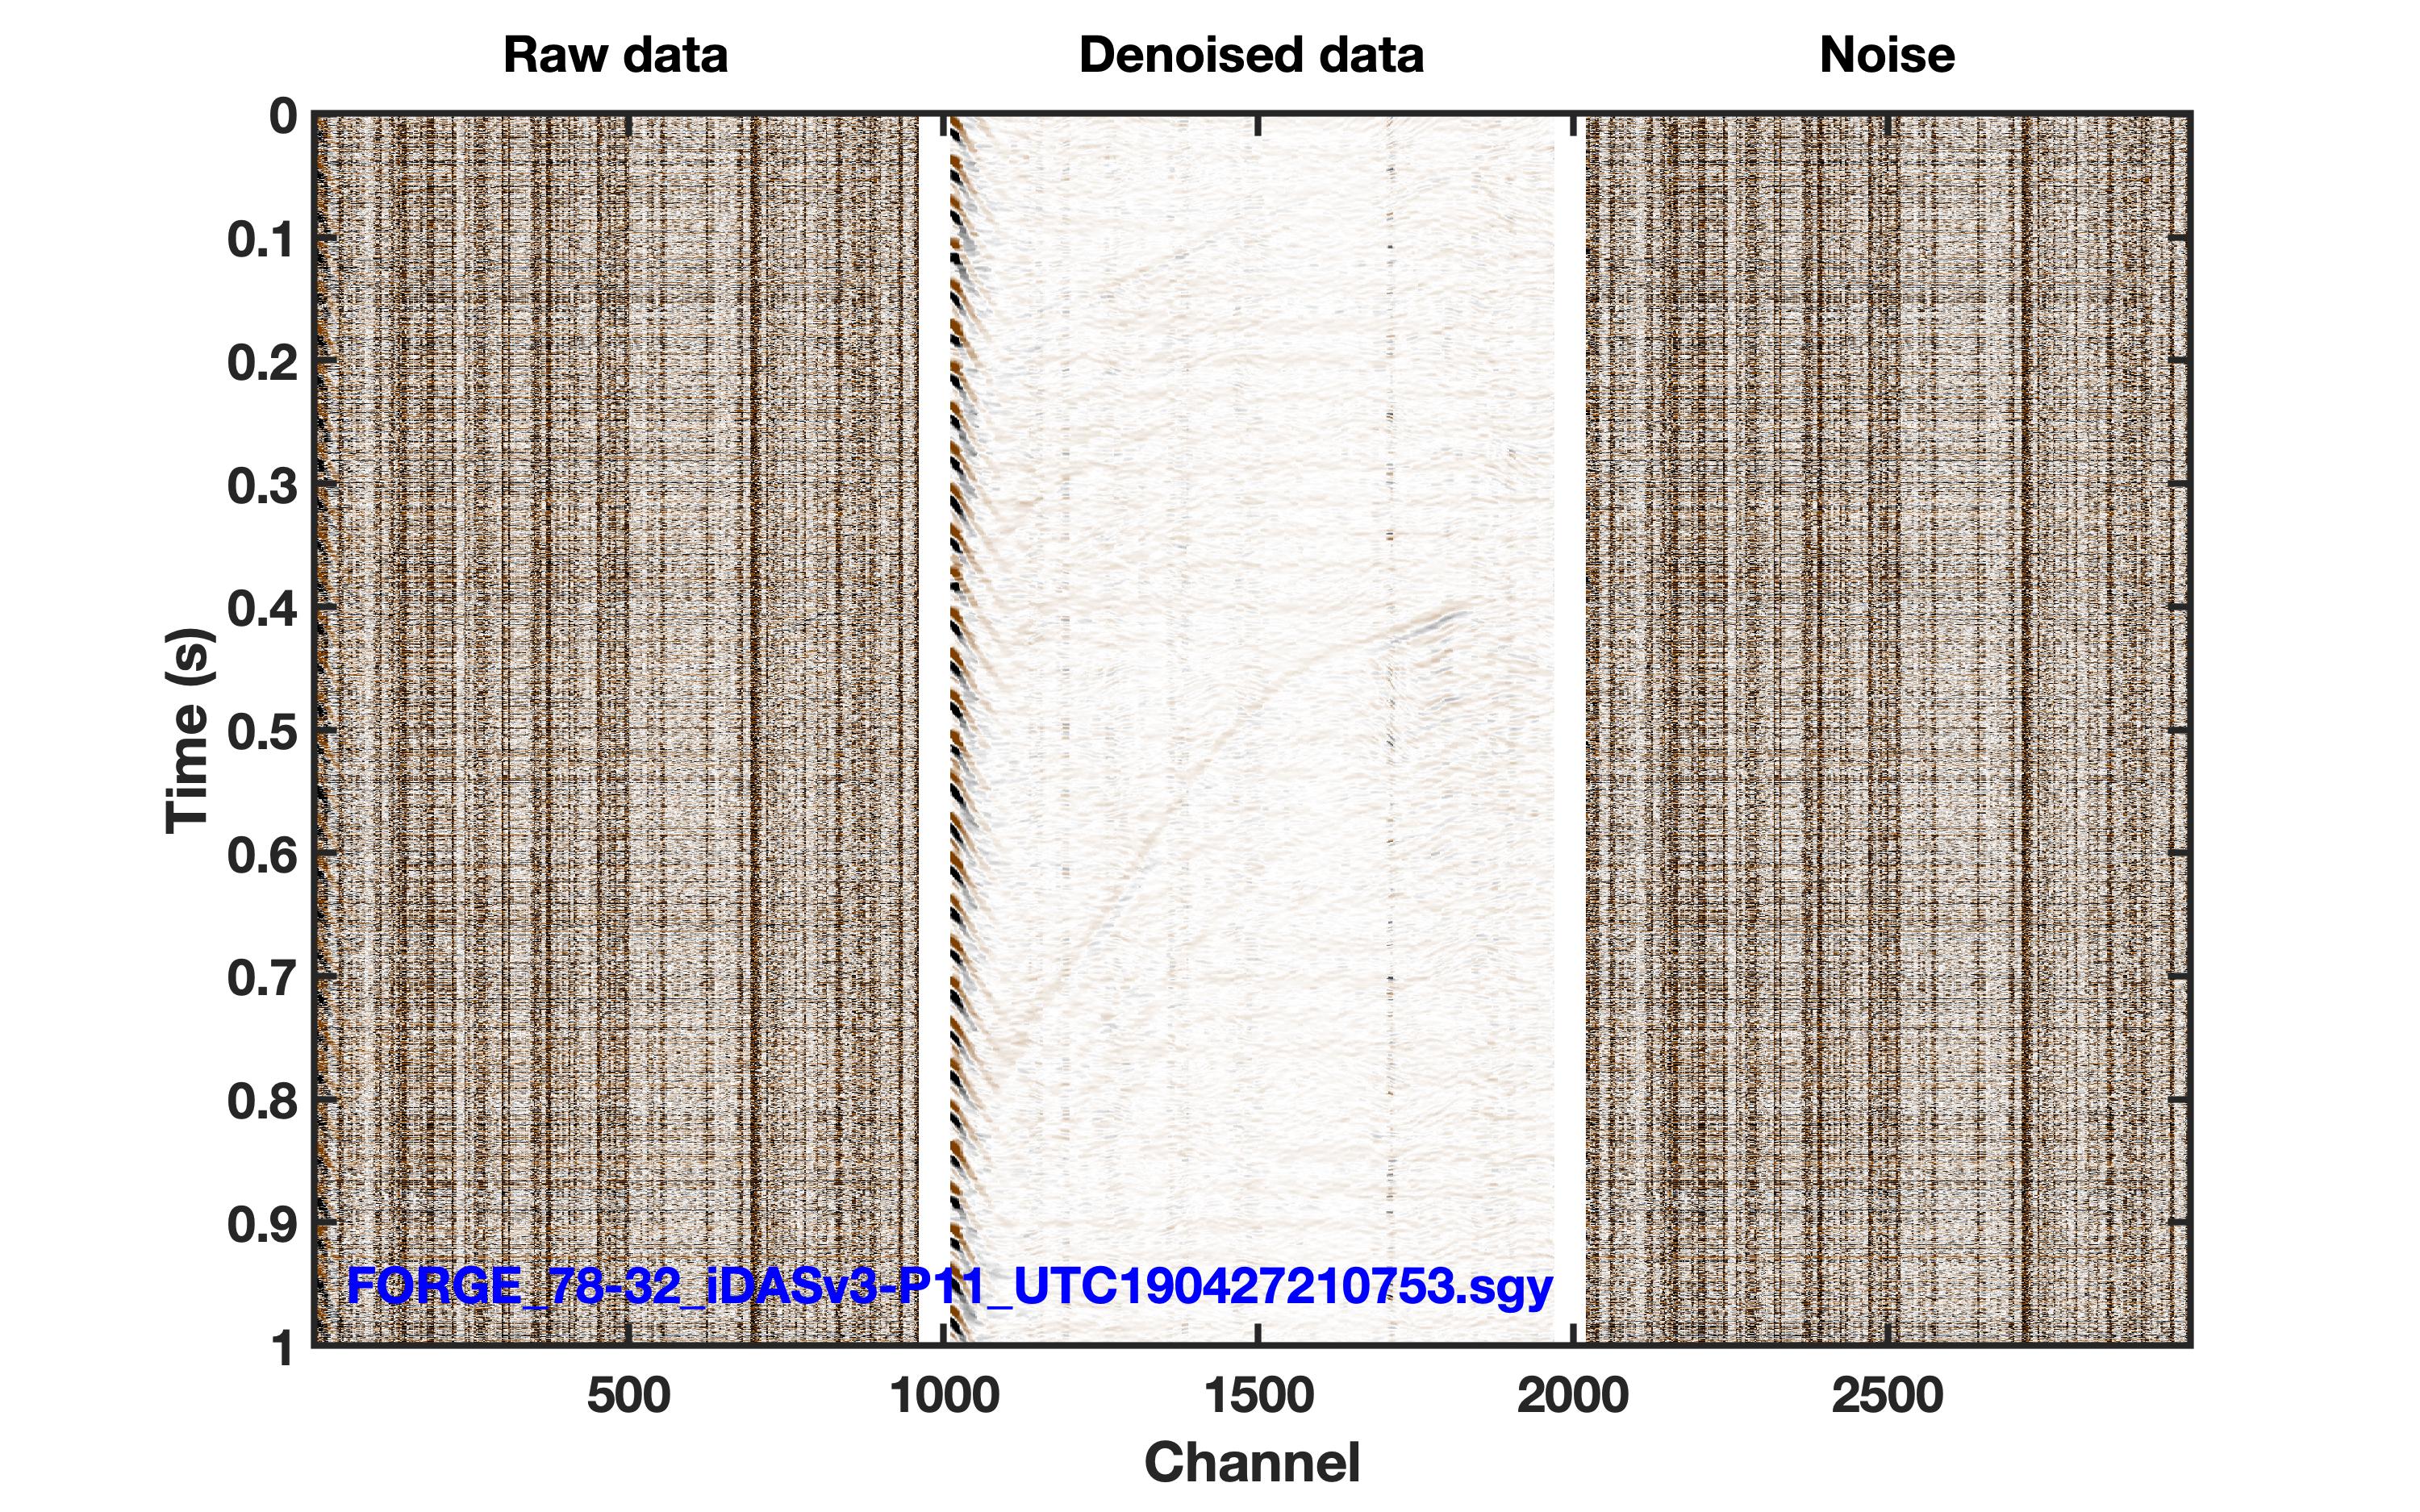 Raw data Denoised data Noise
0
0.1
0.2
0.3
0.4
0.5
0.6
0.7
0.8
0.9
1
Time (s)
FORGE_78-32_iDASv3-P11_UTC190427210753.sgy
500 1000 1500 2000 2500
Channel